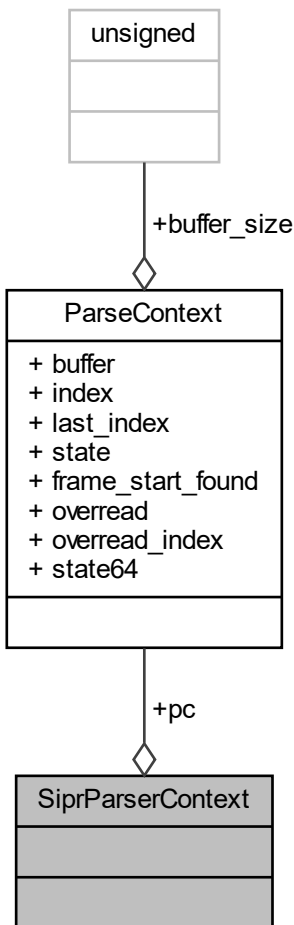 unsigned
+buffer_size
ParseContext
+ buffer
+ index
+ last_index
+ state
+ frame_start_found
+ overread
+ overread_index
+ state64
+pc
SiprParserContext